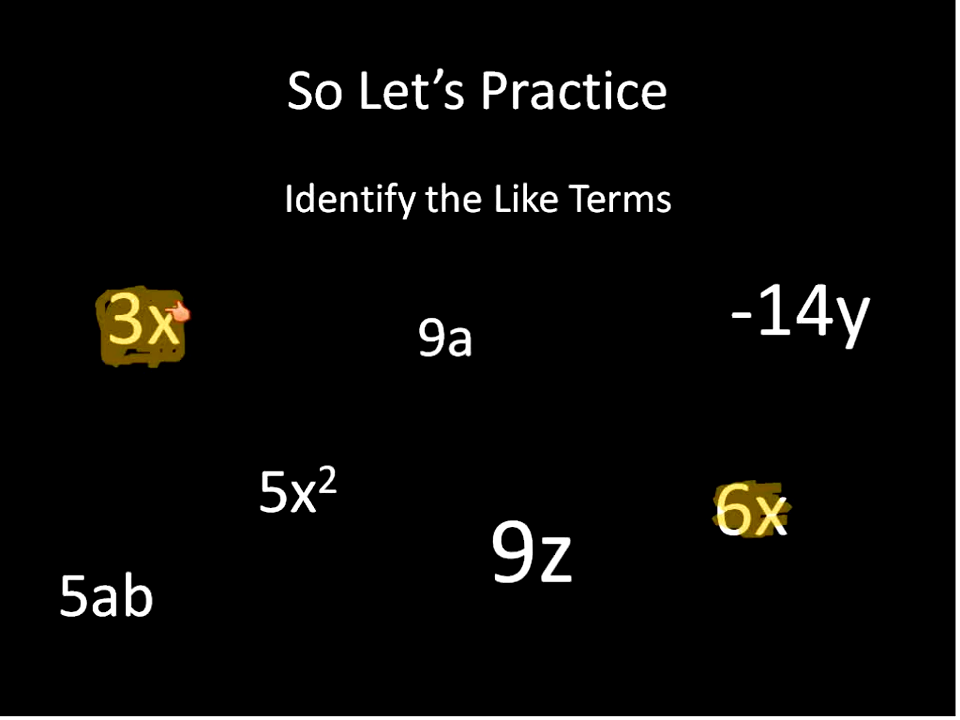 So Let’s Practice
Identify the Like Terms
3x
9a
-14y
5x²
9z
6x
5ab